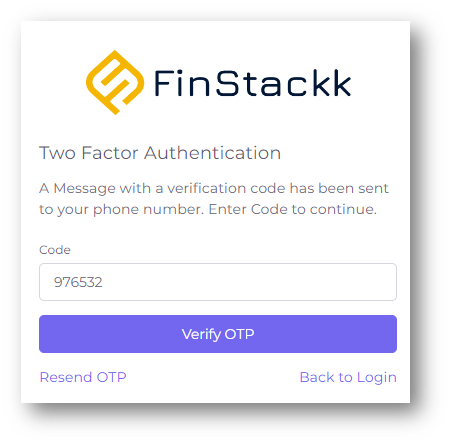 FinStackk
Two Factor Authentication
A Message with a verification code has been sent
to your phone number. Enter Code to continue.
Code
976532
Verify OTP
Resend OTP
Back to Login